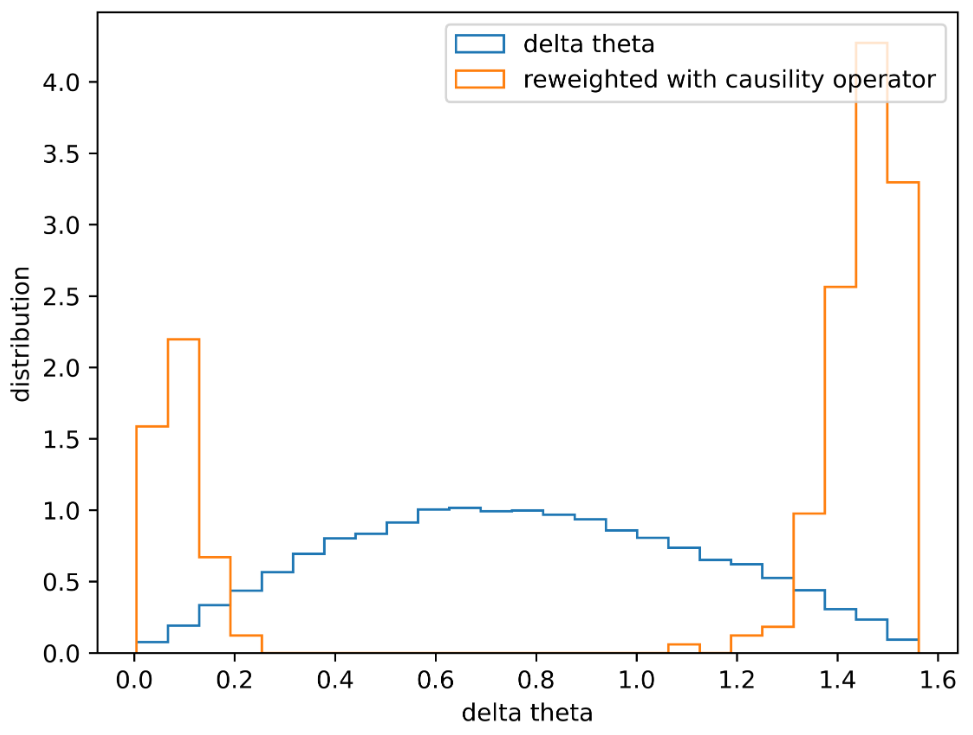 delta theta
reweighted with causility operator
4.0
3.5
3.0
2.5
2.0
1.5
1.0
0.5
0.0
distribution
0.0 0.2 0.4 0.6 0.8 1.0 1.2 1.4 1.6
delta theta